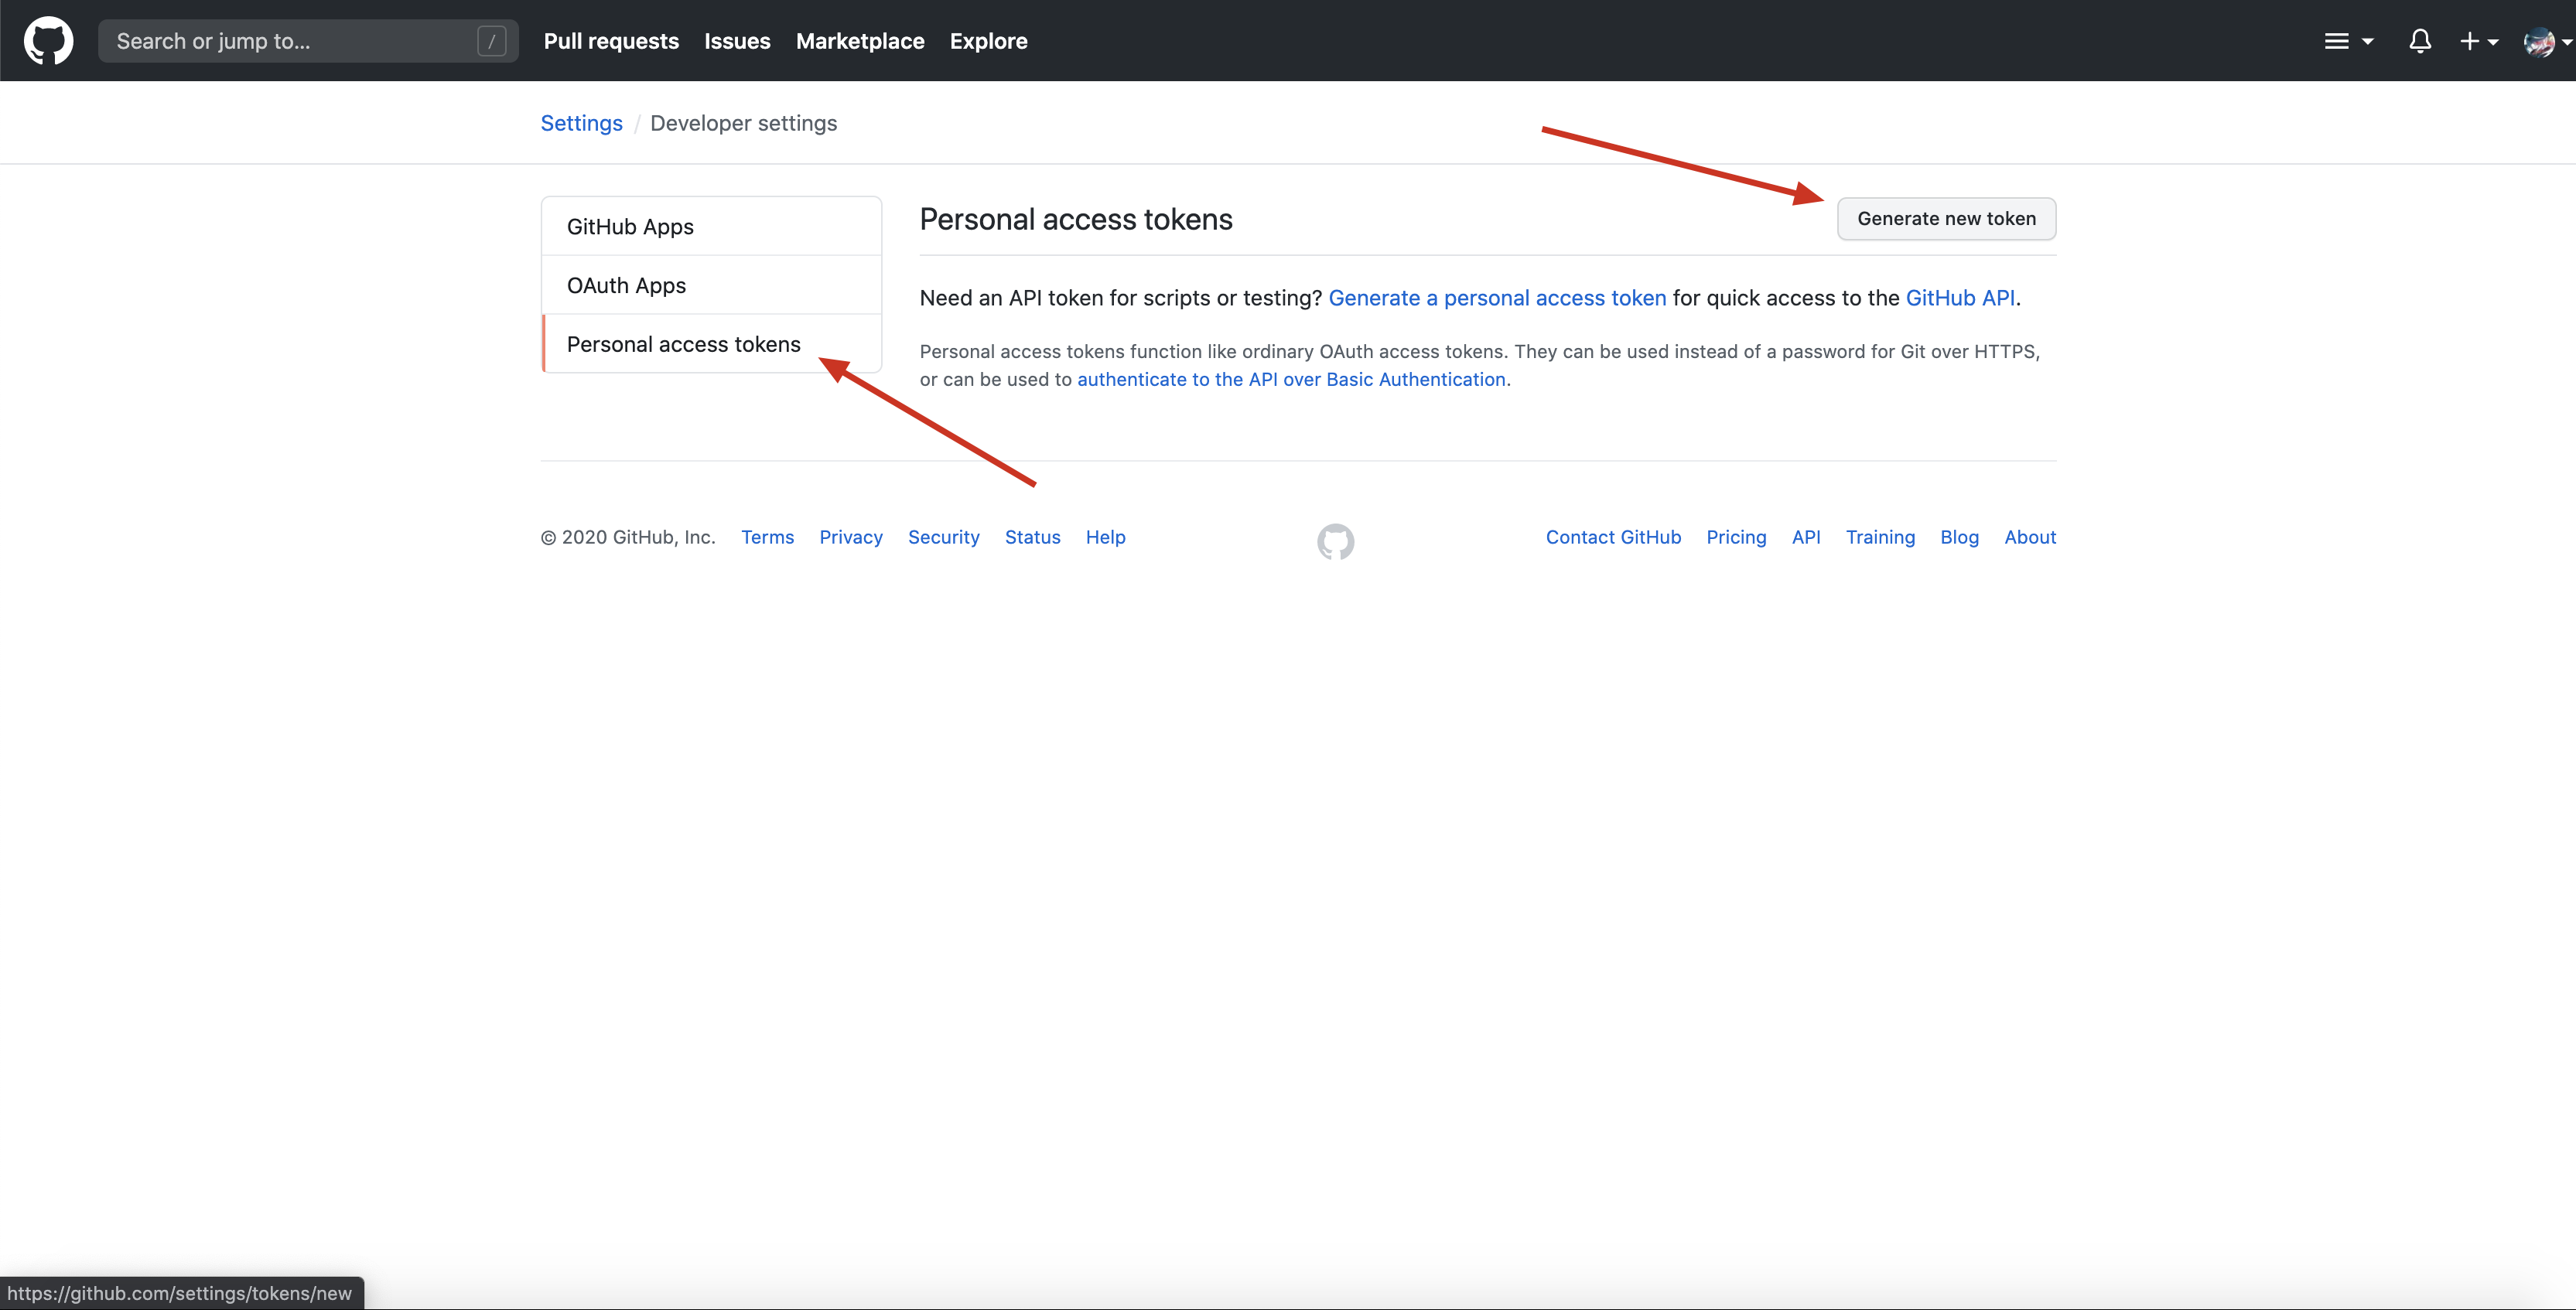 Search or jump to... / Pull requests Issues Marketplace Explore
Settings / Developer settings
GitHub Apps
OAuth Apps
Personal access tokens
Personal access tokens
Generate new token
Need an API token for scripts or testing? Generate a personal access token for quick access to the GitHub API.
Personal access tokens function like ordinary OAuth access tokens. They can be used instead of a password for Git over HTTPS,
or can be used to authenticate to the API over Basic Authentication.
© 2020 GitHub, Inc. Terms Privacy Security Status Help Contact GitHub Pricing API Training Blog About
https://github.com/settings/tokens/new